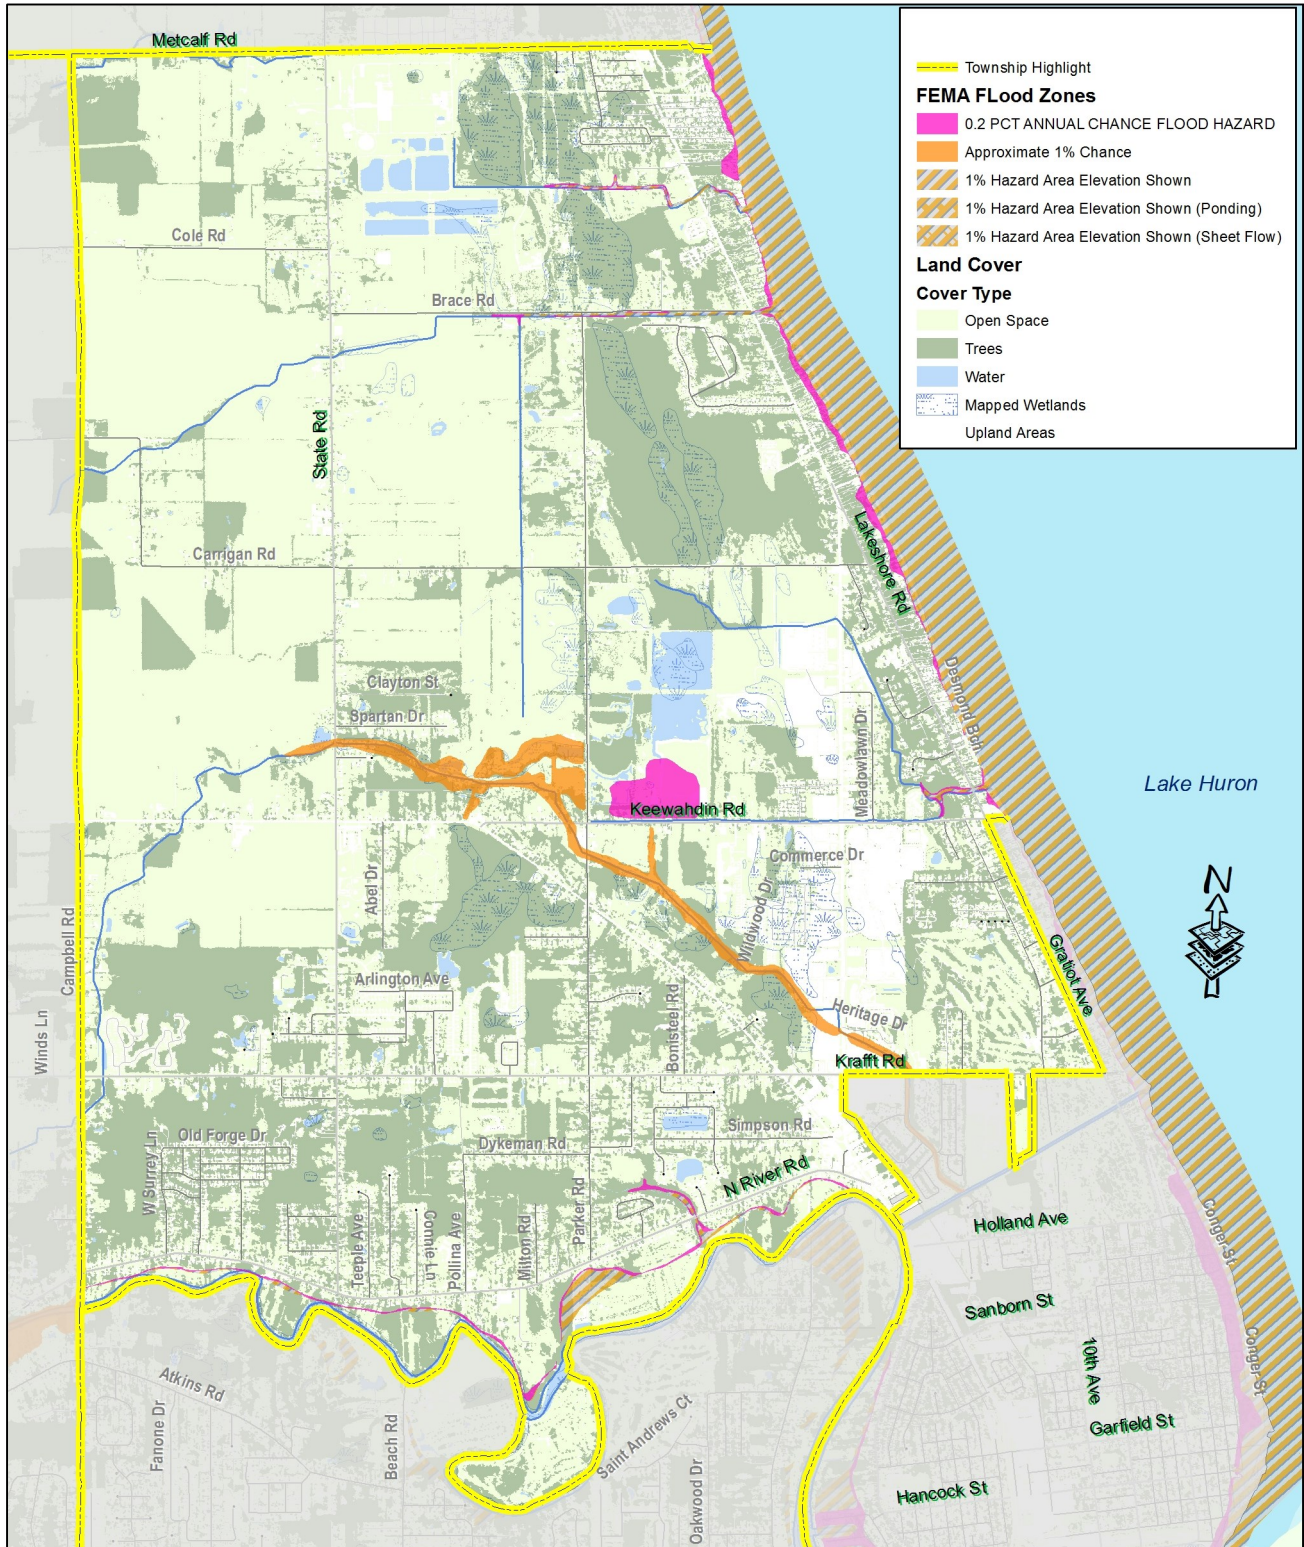 Metcalf Rd
Township Highlight
FEMA FLood Zones
0.2 PCT ANNUAL CHANCE FLOOD HAZARD
Approximate 1% Chance
1% Hazard Area Elevation Shown
1% Hazard Area Elevation Shown (Ponding)
1% Hazard Area Elevation Shown (Sheet Flow)
Land Cover
Cover Type
Open Space
Trees
Water
Mapped Wetlands
Upland Areas
Cole Rd
Brace Rd
State Rd
Carrigan Rd
Lakeshore Rd
Clayton St
Spartan Dr
Desmond Bch
Meadowlawn Dr
Lake Huron
Keewahdin Rd
Commerce Dr
Abel Dr
Wildwood Dr
N
Campbell Rd
Arlington Ave
Gratiot Ave
Winds Ln
Bonisteel Rd
Heritage Dr
Krafft Rd
Old Forge Dr
W Surrey Ln
Dykeman Rd
Simpson Rd
N River Rd
Teeple Ave
Connie Ln
Pollina Ave
Milton Rd
Parker Rd
Holland Ave
Conger St
Sanborn St
10th Ave
Conger St
Atkins Rd
Fanone Dr
Beach Rd
Saint Andrews Ct
Garfield St
Oakwood Dr
Hancock St